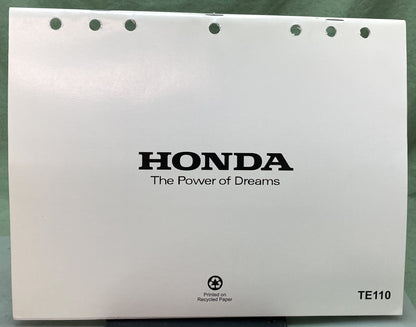 HONDA
The Power of Dreams
Printed on
Recycled Paper
TE110